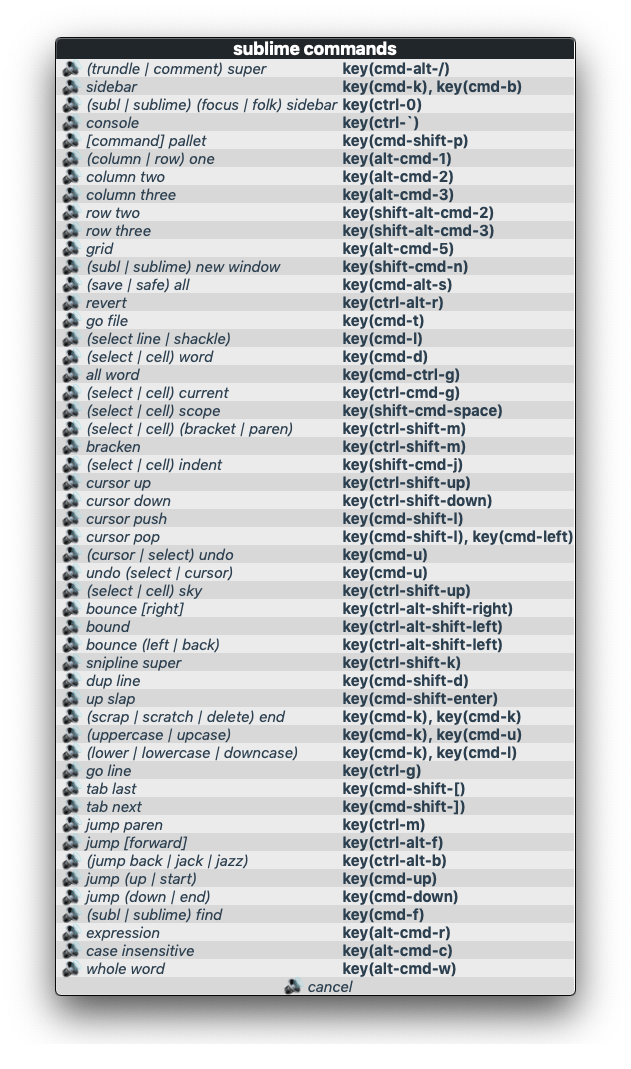 sublime commands
(trundle | comment) super key(cmd-alt-/)
sidebar key(cmd-k), key(cmd-b)
(subl | sublime) (focus | folk) sidebar key(ctrl-0)
console key(ctrl-`)
[command] pallet key(cmd-shift-p)
(column | row) one key(alt-cmd-1)
column two key(alt-cmd-2)
column three key(alt-cmd-3)
row two key(shift-alt-cmd-2)
row three key(shift-alt-cmd-3)
grid key(alt-cmd-5)
(subl | sublime) new window key(shift-cmd-n)
(save | safe) all key(cmd-alt-s)
revert key(ctrl-alt-r)
go file key(cmd-t)
(select line | shackle) key(cmd-l)
(select | cell) word key(cmd-d)
all word key(cmd-ctrl-g)
(select | cell) current key(ctrl-cmd-g)
(select | cell) scope key(shift-cmd-space)
(select | cell) (bracket | paren) key(ctrl-shift-m)
bracken key(ctrl-shift-m)
(select | cell) indent key(shift-cmd-j)
cursor up key(ctrl-shift-up)
cursor down key(ctrl-shift-down)
cursor push key(cmd-shift-l)
cursor pop key(cmd-shift-l), key(cmd-left)
(cursor | select) undo key(cmd-u)
undo (select | cursor) key(cmd-u)
(select | cell) sky key(ctrl-shift-up)
bounce [right] key(ctrl-alt-shift-right)
bound key(ctrl-alt-shift-left)
bounce (left | back) key(ctrl-alt-shift-left)
snipline super key(ctrl-shift-k)
dup line key(cmd-shift-d)
up slap key(cmd-shift-enter)
(scrap | scratch | delete) end key(cmd-k), key(cmd-k)
(uppercase | upcase) key(cmd-k), key(cmd-u)
(lower | lowercase | downcase) key(cmd-k), key(cmd-l)
go line key(ctrl-g)
tab last key(cmd-shift-[)
tab next key(cmd-shift-])
jump paren key(ctrl-m)
jump [forward] key(ctrl-alt-f)
(jump back | jack | jazz) key(ctrl-alt-b)
jump (up | start) key(cmd-up)
jump (down | end) key(cmd-down)
(subl | sublime) find key(cmd-f)
expression key(alt-cmd-r)
case insensitive key(alt-cmd-c)
whole word key(alt-cmd-w)
cancel